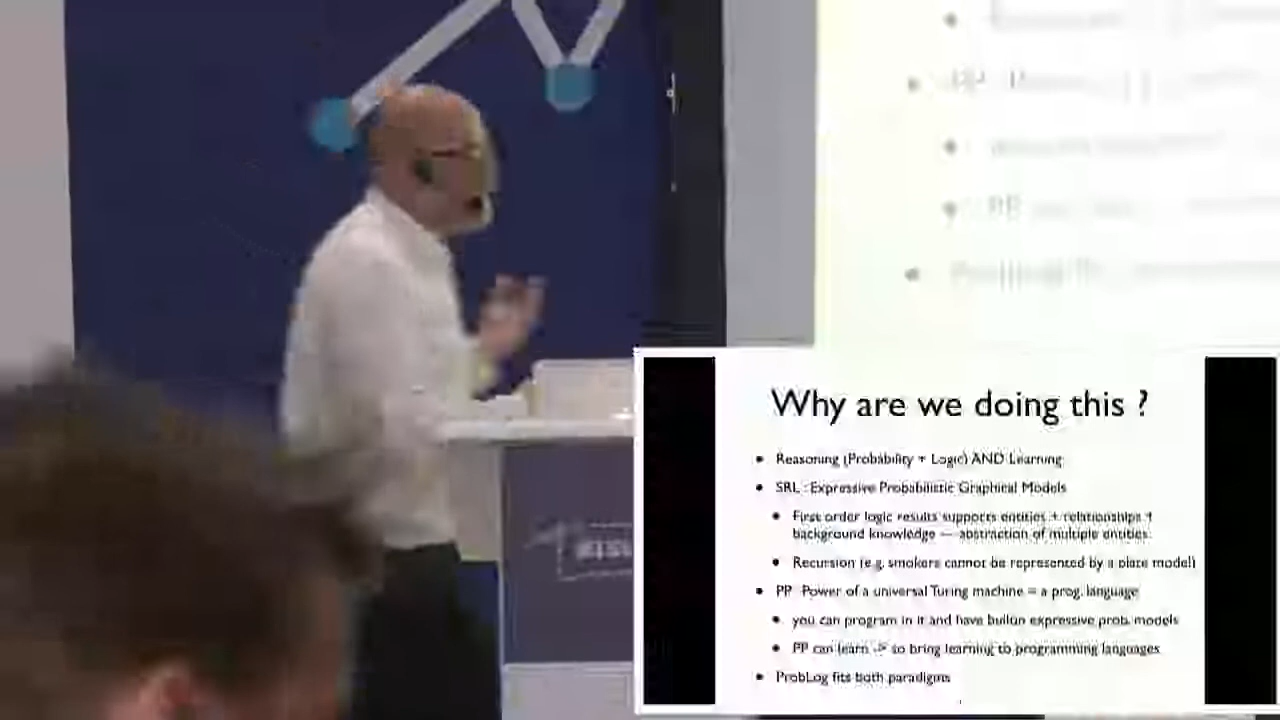 Why are we doing this ?
Reasoning (Probability + Logic) AND Learning
SRL : Expressive Probabilistic Graphical Models
First order logic results supports entities + relationships +
background knowledge — abstraction of multiple entities
Recursion (e.g. smokers cannot be represented by a plate model)
PP Power of a universal Turing machine = a prog. language
you can program in it and have builtin expressive prob. models
PP can learn -> so bring learning to programming languages
ProbLog fits both paradigms